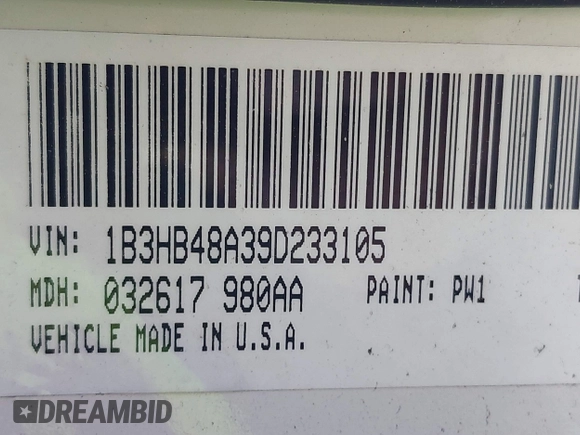 VIN: 1B3HB48A39D233105
MDH: 032617 980AA PAINT: PW1
VEHICLE MADE IN U.S.A.
DREAMBID